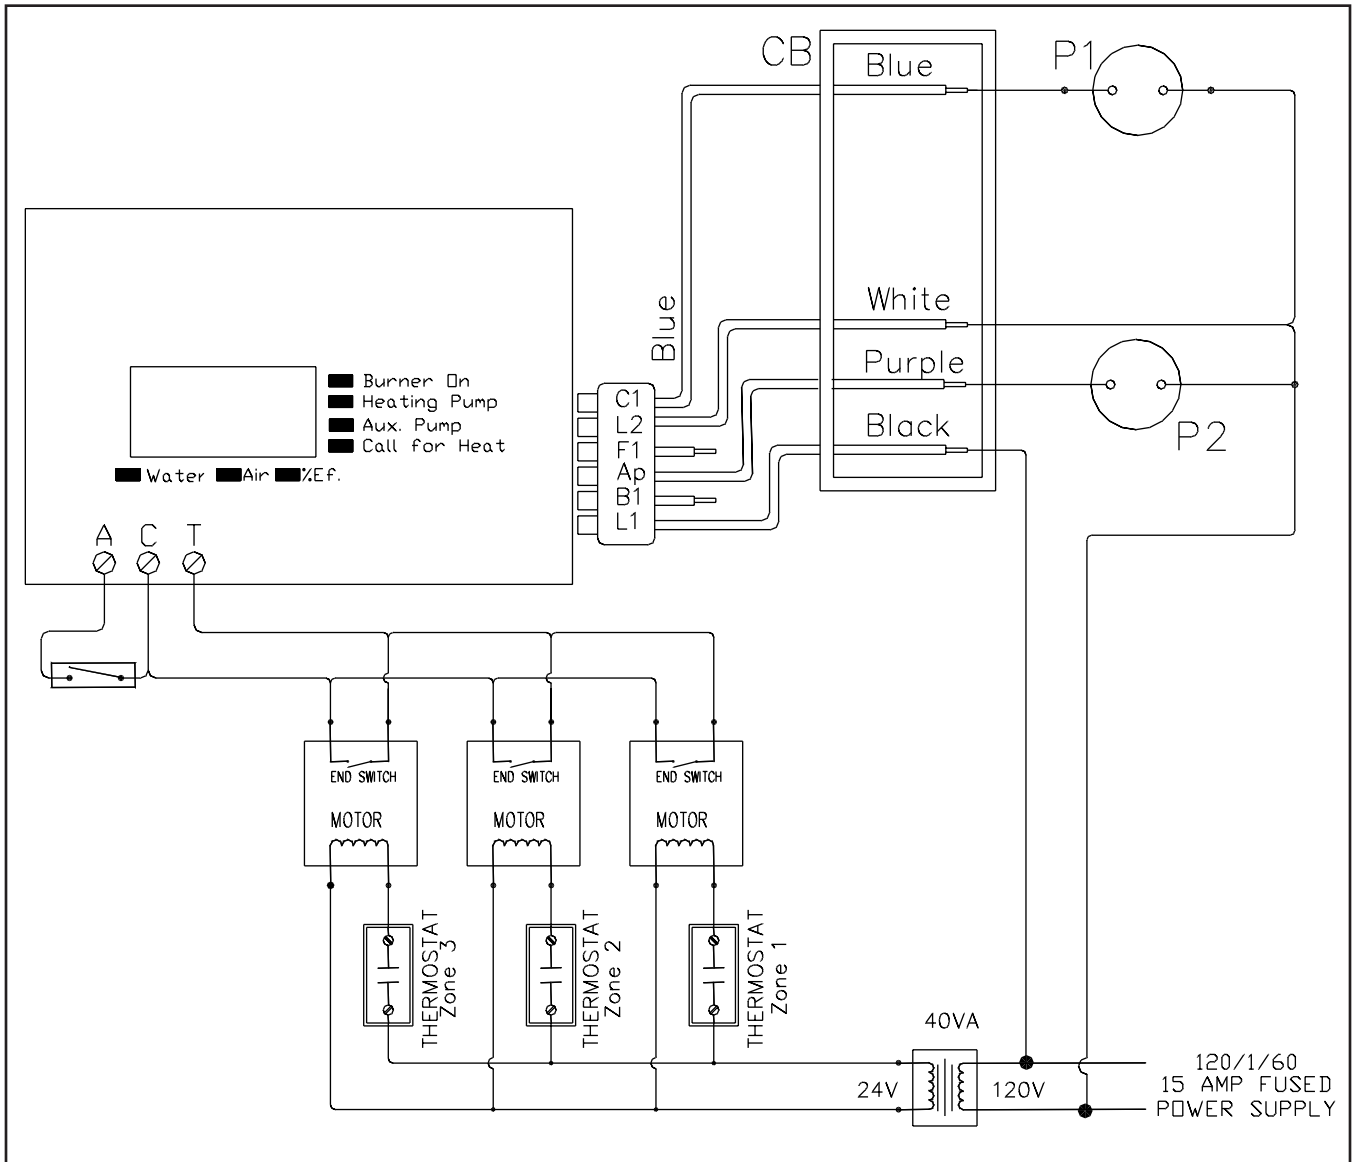 CB
Blue
P1
Blue
White
Purple
P2
Black
Burner On
Heating Pump
Aux. Pump
Call for Heat
Water
Air
%Ef.
C1
L2
F1
Ap
B1
L1
A C T
END SWITCH
END SWITCH
END SWITCH
MOTOR
MOTOR
MOTOR
THERMOSTAT
Zone 3
THERMOSTAT
Zone 2
THERMOSTAT
Zone 1
40VA
24V
120V
120/1/60
15 AMP FUSED
POWER SUPPLY